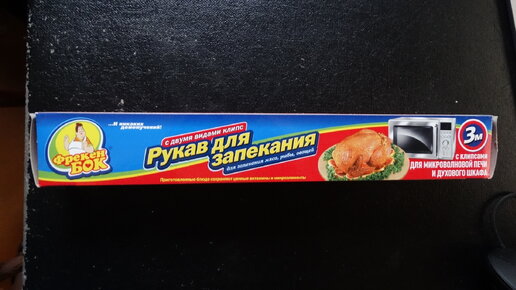 ...И никаких
домомучений!
Фрекен
БОК
с двумя видами клипс
Рукав для
запекания
для запекания мяса, рыбы, овощей
Приготовленные блюда сохраняют ценные витамины и микроэлементы
3м
с клипсами
для микроволновой печи
и духового шкафа